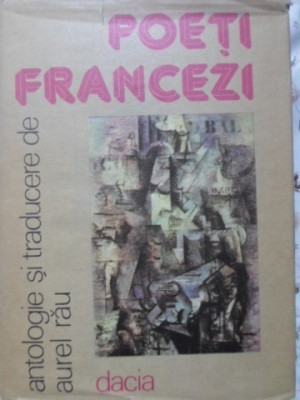 POEȚI
FRANCEZI
antologie și traducere de
aurel rău
dacia